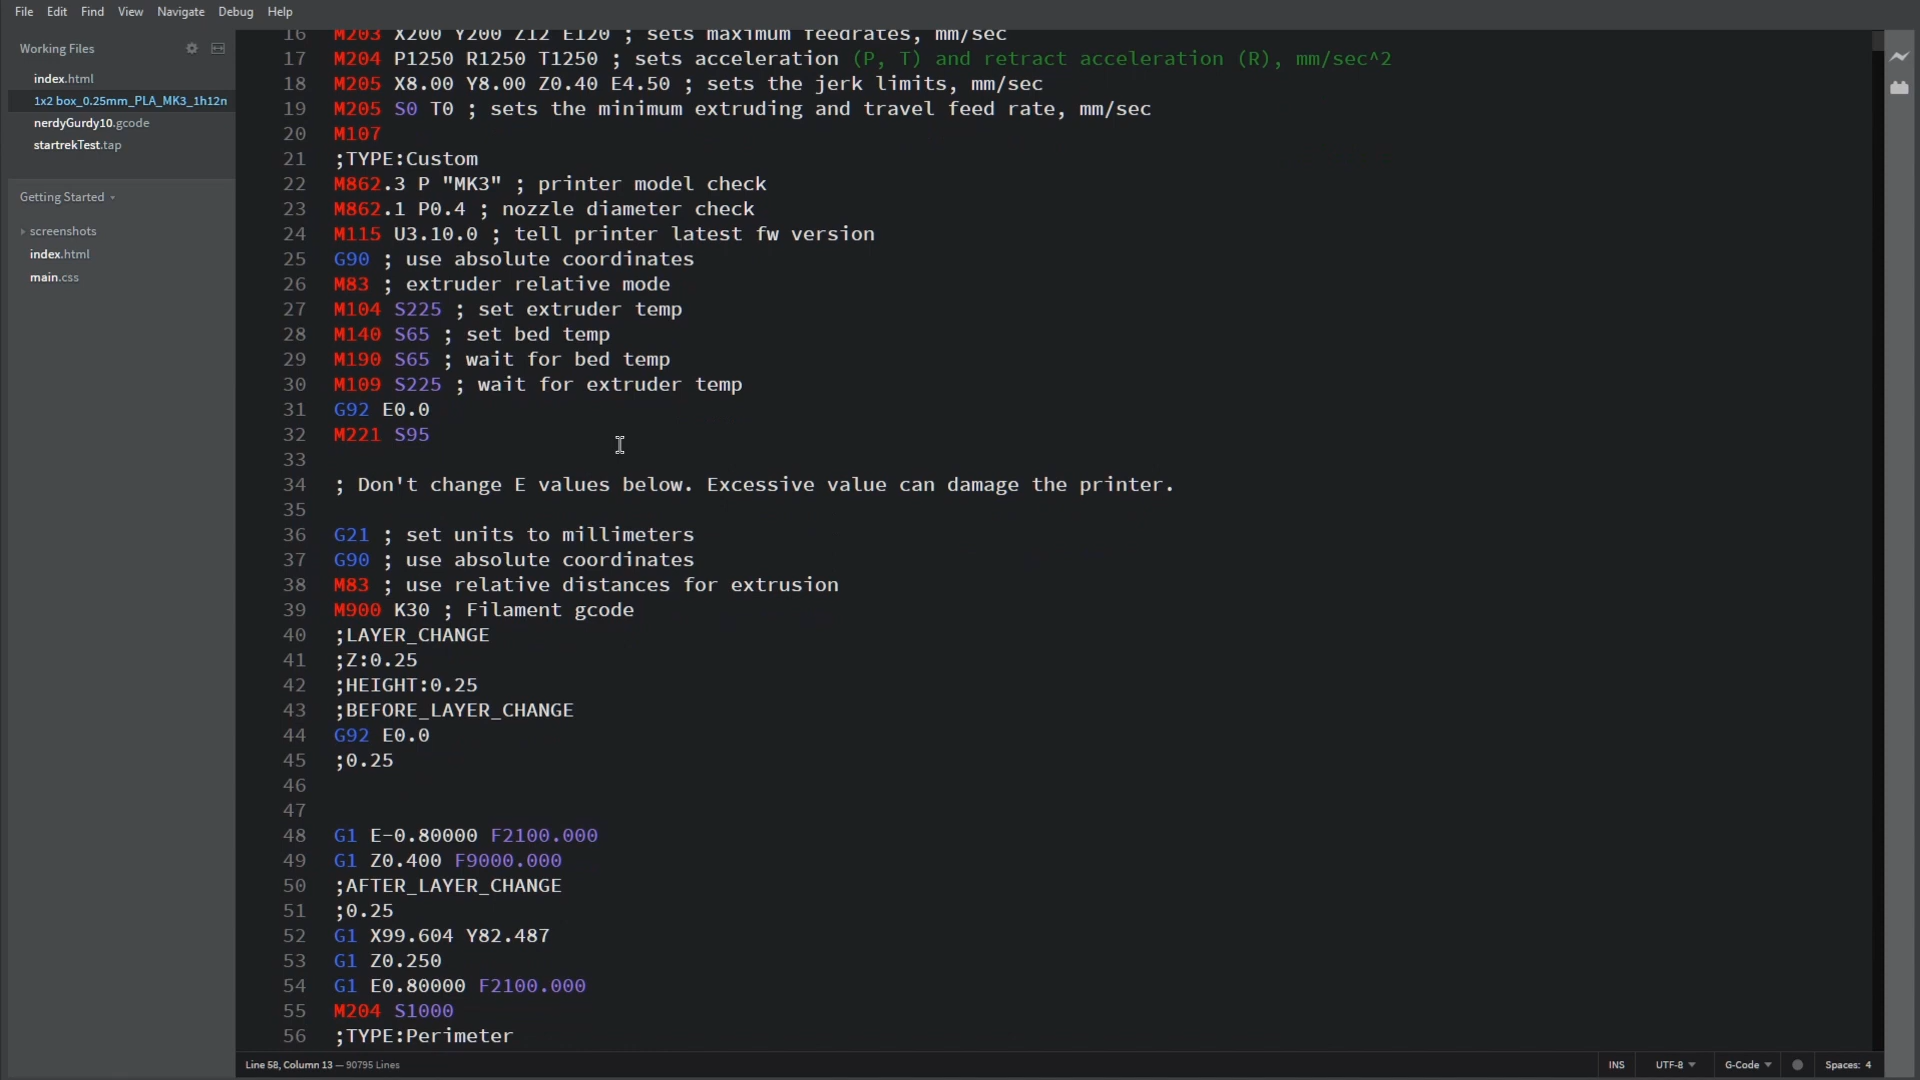 File Edit Find View Navigate Debug Help
Working Files
index.html
1x2 box_0.25mm_PLA_MK3_1h12n
nerdyGurdy10.gcode
startrekTest.tap
Getting Started
screenshots
index.html
main.css
16 M203 X200 Y200 Z12 E120 ; sets maximum feedrates, mm/sec
17 M204 P1250 R1250 T1250 ; sets acceleration (P, T) and retract acceleration (R), mm/sec^2
18 M205 X8.00 Y8.00 Z0.40 E4.50 ; sets the jerk limits, mm/sec
19 M205 S0 T0 ; sets the minimum extruding and travel feed rate, mm/sec
20 M107
21 ;TYPE:Custom
22 M862.3 P "MK3" ; printer model check
23 M862.1 P0.4 ; nozzle diameter check
24 M115 U3.10.0 ; tell printer latest fw version
25 G90 ; use absolute coordinates
26 M83 ; extruder relative mode
27 M104 S225 ; set extruder temp
28 M140 S65 ; set bed temp
29 M190 S65 ; wait for bed temp
30 M109 S225 ; wait for extruder temp
31 G92 E0.0
32 M221 S95
33
34 ; Don't change E values below. Excessive value can damage the printer.
35
36 G21 ; set units to millimeters
37 G90 ; use absolute coordinates
38 M83 ; use relative distances for extrusion
39 M900 K30 ; Filament gcode
40 ;LAYER_CHANGE
41 ;Z:0.25
42 ;HEIGHT:0.25
43 ;BEFORE_LAYER_CHANGE
44 G92 E0.0
45 ;0.25
46
47
48 G1 E-0.80000 F2100.000
49 G1 Z0.400 F9000.000
50 ;AFTER_LAYER_CHANGE
51 ;0.25
52 G1 X99.604 Y82.487
53 G1 Z0.250
54 G1 E0.80000 F2100.000
55 M204 S1000
56 ;TYPE:Perimeter
Line 58, Column 13 — 90795 Lines INS UTF-8 G-Code Spaces: 4